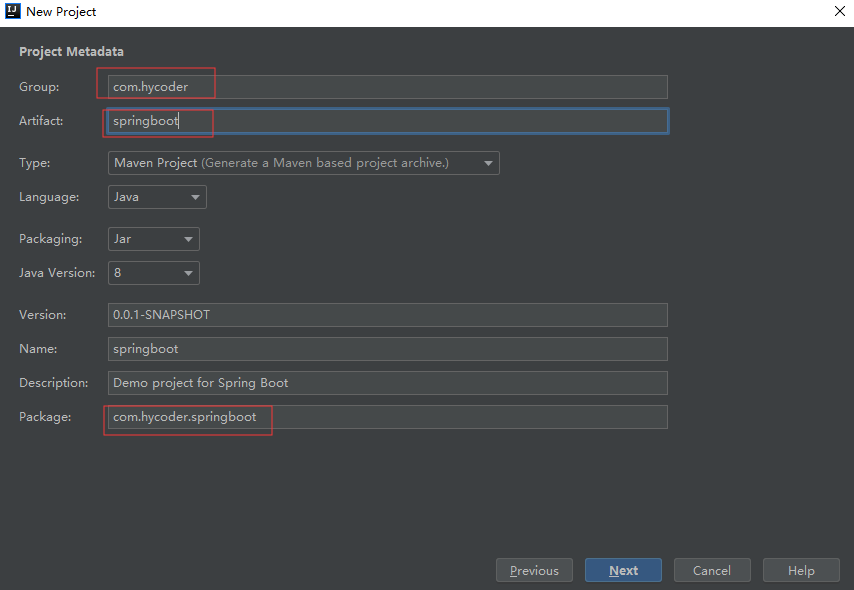 IJ New Project
Project Metadata
Group: com.hycoder
Artifact: springboot
Type: Maven Project (Generate a Maven based project archive.)
Language: Java
Packaging: Jar
Java Version: 8
Version: 0.0.1-SNAPSHOT
Name: springboot
Description: Demo project for Spring Boot
Package: com.hycoder.springboot
Previous Next Cancel Help